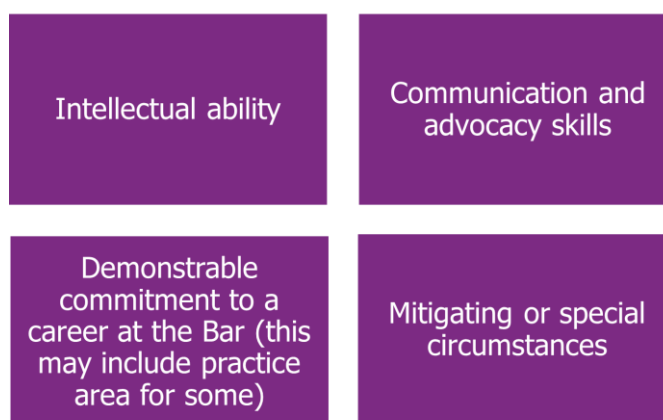 Intellectual ability
Communication and
advocacy skills
Demonstrable
commitment to a
career at the Bar (this
may include practice
area for some)
Mitigating or special
circumstances